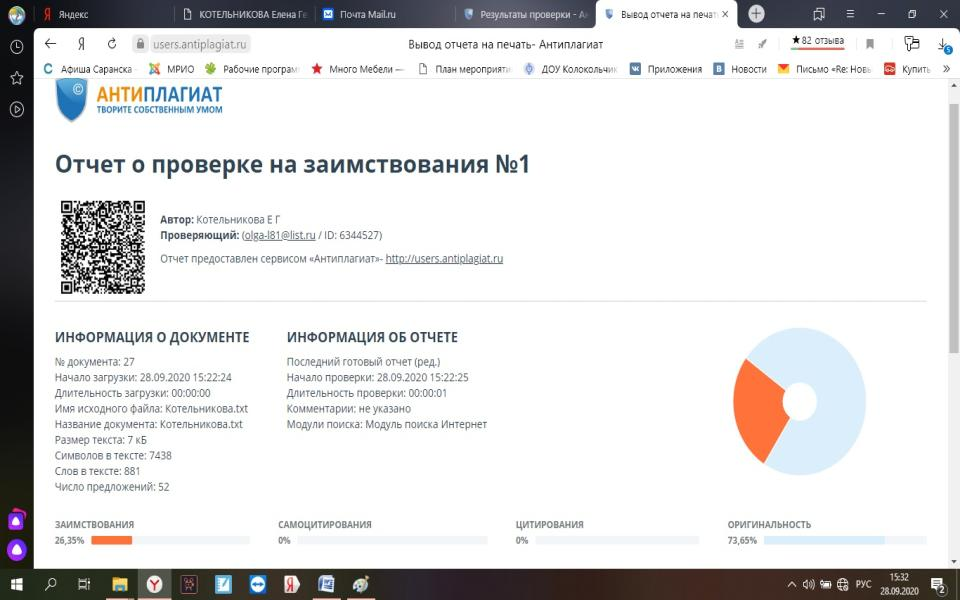 Яндекс
КОТЕЛЬНИКОВА Елена Ге
Почта Mail.ru
Результаты проверки - А
Вывод отчета на печат
users.antiplagiat.ru
Вывод отчета на печать- Антиплагиат
★82 отзыва
Афиша Саранска
МРИО
Рабочие програм
Много Мебели —
План мероприяти
ДОУ Колокольчик
Приложения
Новости
Письмо «Re: Новь
Купить
АНТИПЛАГИАТ
ТВОРИТЕ СОБСТВЕННЫМ УМОМ
Отчет о проверке на заимствования №1
Автор: Котельникова Е Г
Проверяющий: (olga-l81@list.ru / ID: 6344527)
Отчет предоставлен сервисом «Антиплагиат»- http://users.antiplagiat.ru
ИНФОРМАЦИЯ О ДОКУМЕНТЕ
№ документа: 27
Начало загрузки: 28.09.2020 15:22:24
Длительность загрузки: 00:00:00
Имя исходного файла: Котельникова.txt
Название документа: Котельникова.txt
Размер текста: 7 кБ
Символов в тексте: 7438
Слов в тексте: 881
Число предложений: 52
ИНФОРМАЦИЯ ОБ ОТЧЕТЕ
Последний готовый отчет (ред.)
Начало проверки: 28.09.2020 15:22:25
Длительность проверки: 00:00:01
Комментарии: не указано
Модули поиска: Модуль поиска Интернет
ЗАИМСТВОВАНИЯ
26,35%
САМОЦИТИРОВАНИЯ
0%
ЦИТИРОВАНИЯ
0%
ОРИГИНАЛЬНОСТЬ
73,65%
РУС
15:32
28.09.2020